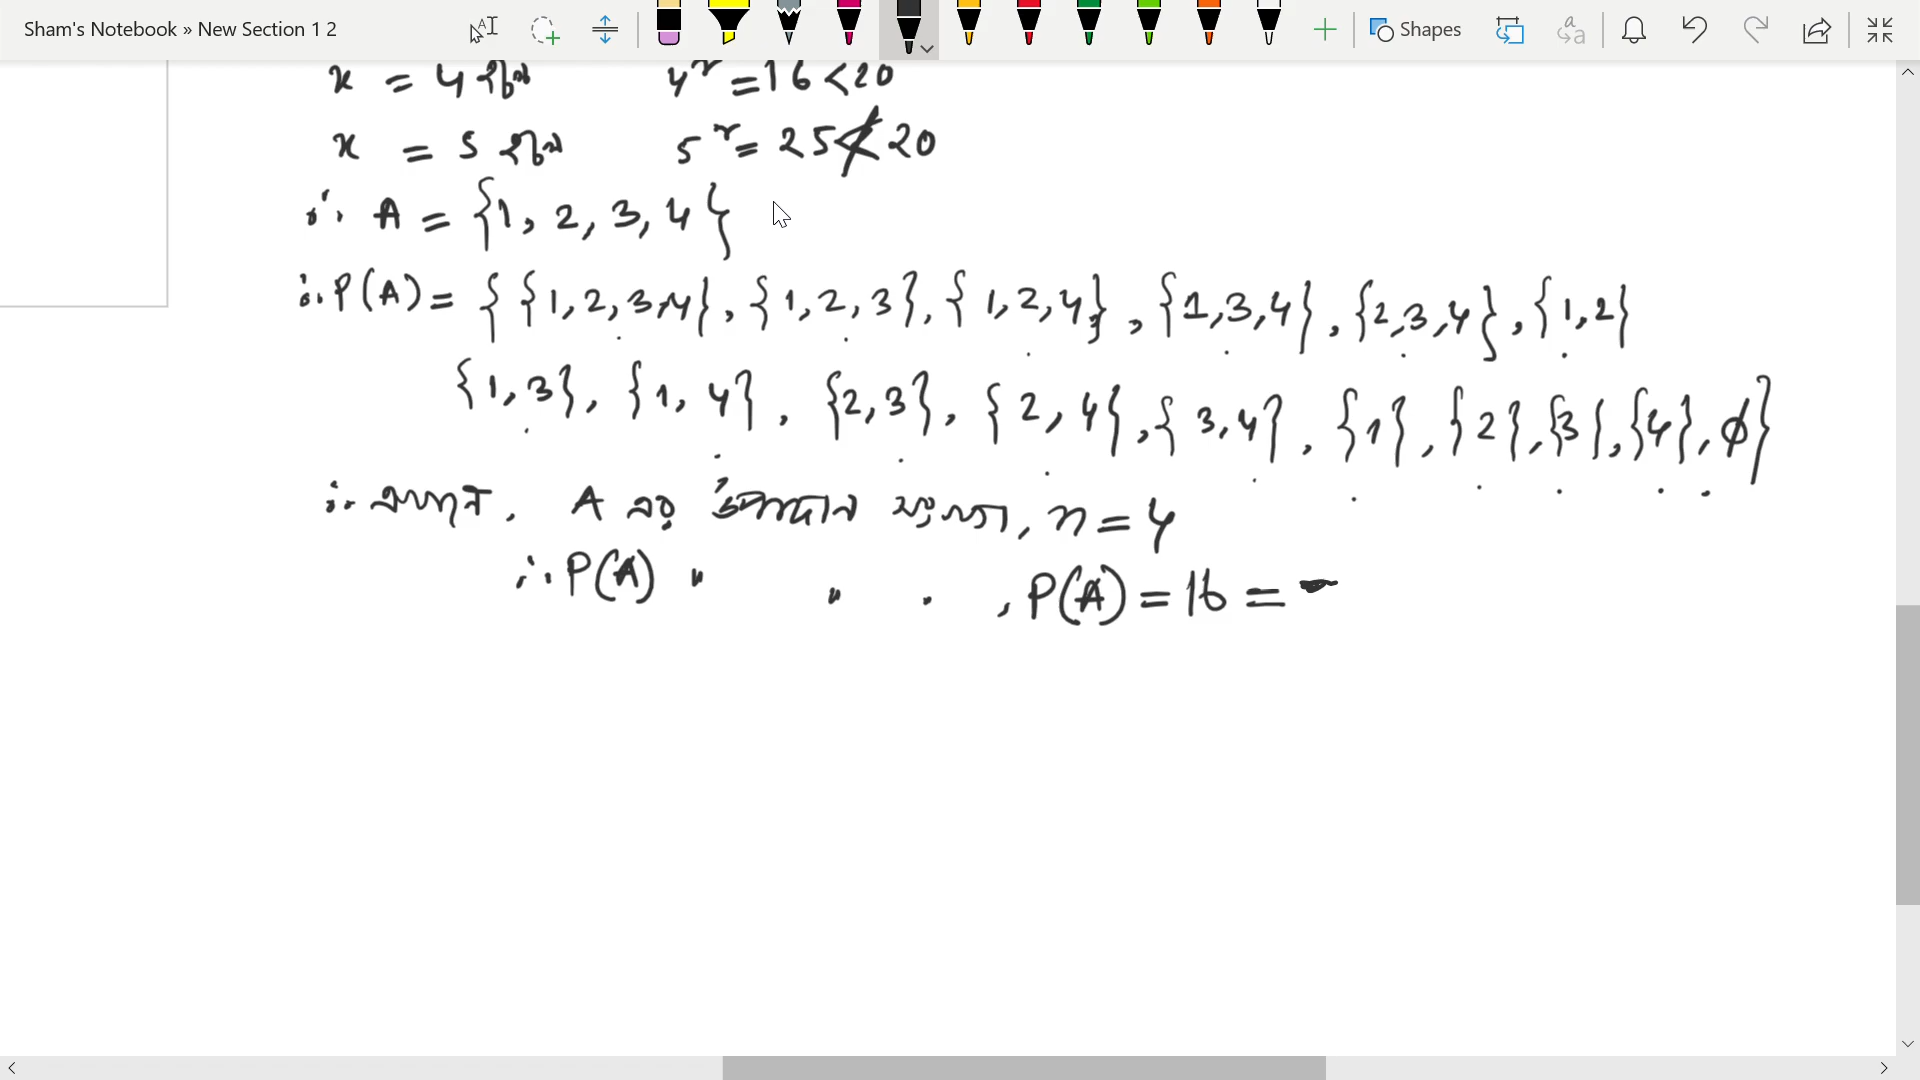 Sham's Notebook » New Section 1 2
Shapes
x = 4 হলে 4² = 16 < 20
x = 5 হলে 5² = 25 ≮ 20
∴ A = {1, 2, 3, 4}
∴ P(A) = { {1, 2, 3, 4}, {1, 2, 3}, {1, 2, 4}, {1, 3, 4}, {2, 3, 4}, {1, 2}
{1, 3}, {1, 4}, {2, 3}, {2, 4}, {3, 4}, {1}, {2}, {3}, {4}, ϕ}
∴ A এর উপাদান সংখ্যা, n = 4
∴ P(A) " " " , P(A) = 16 =